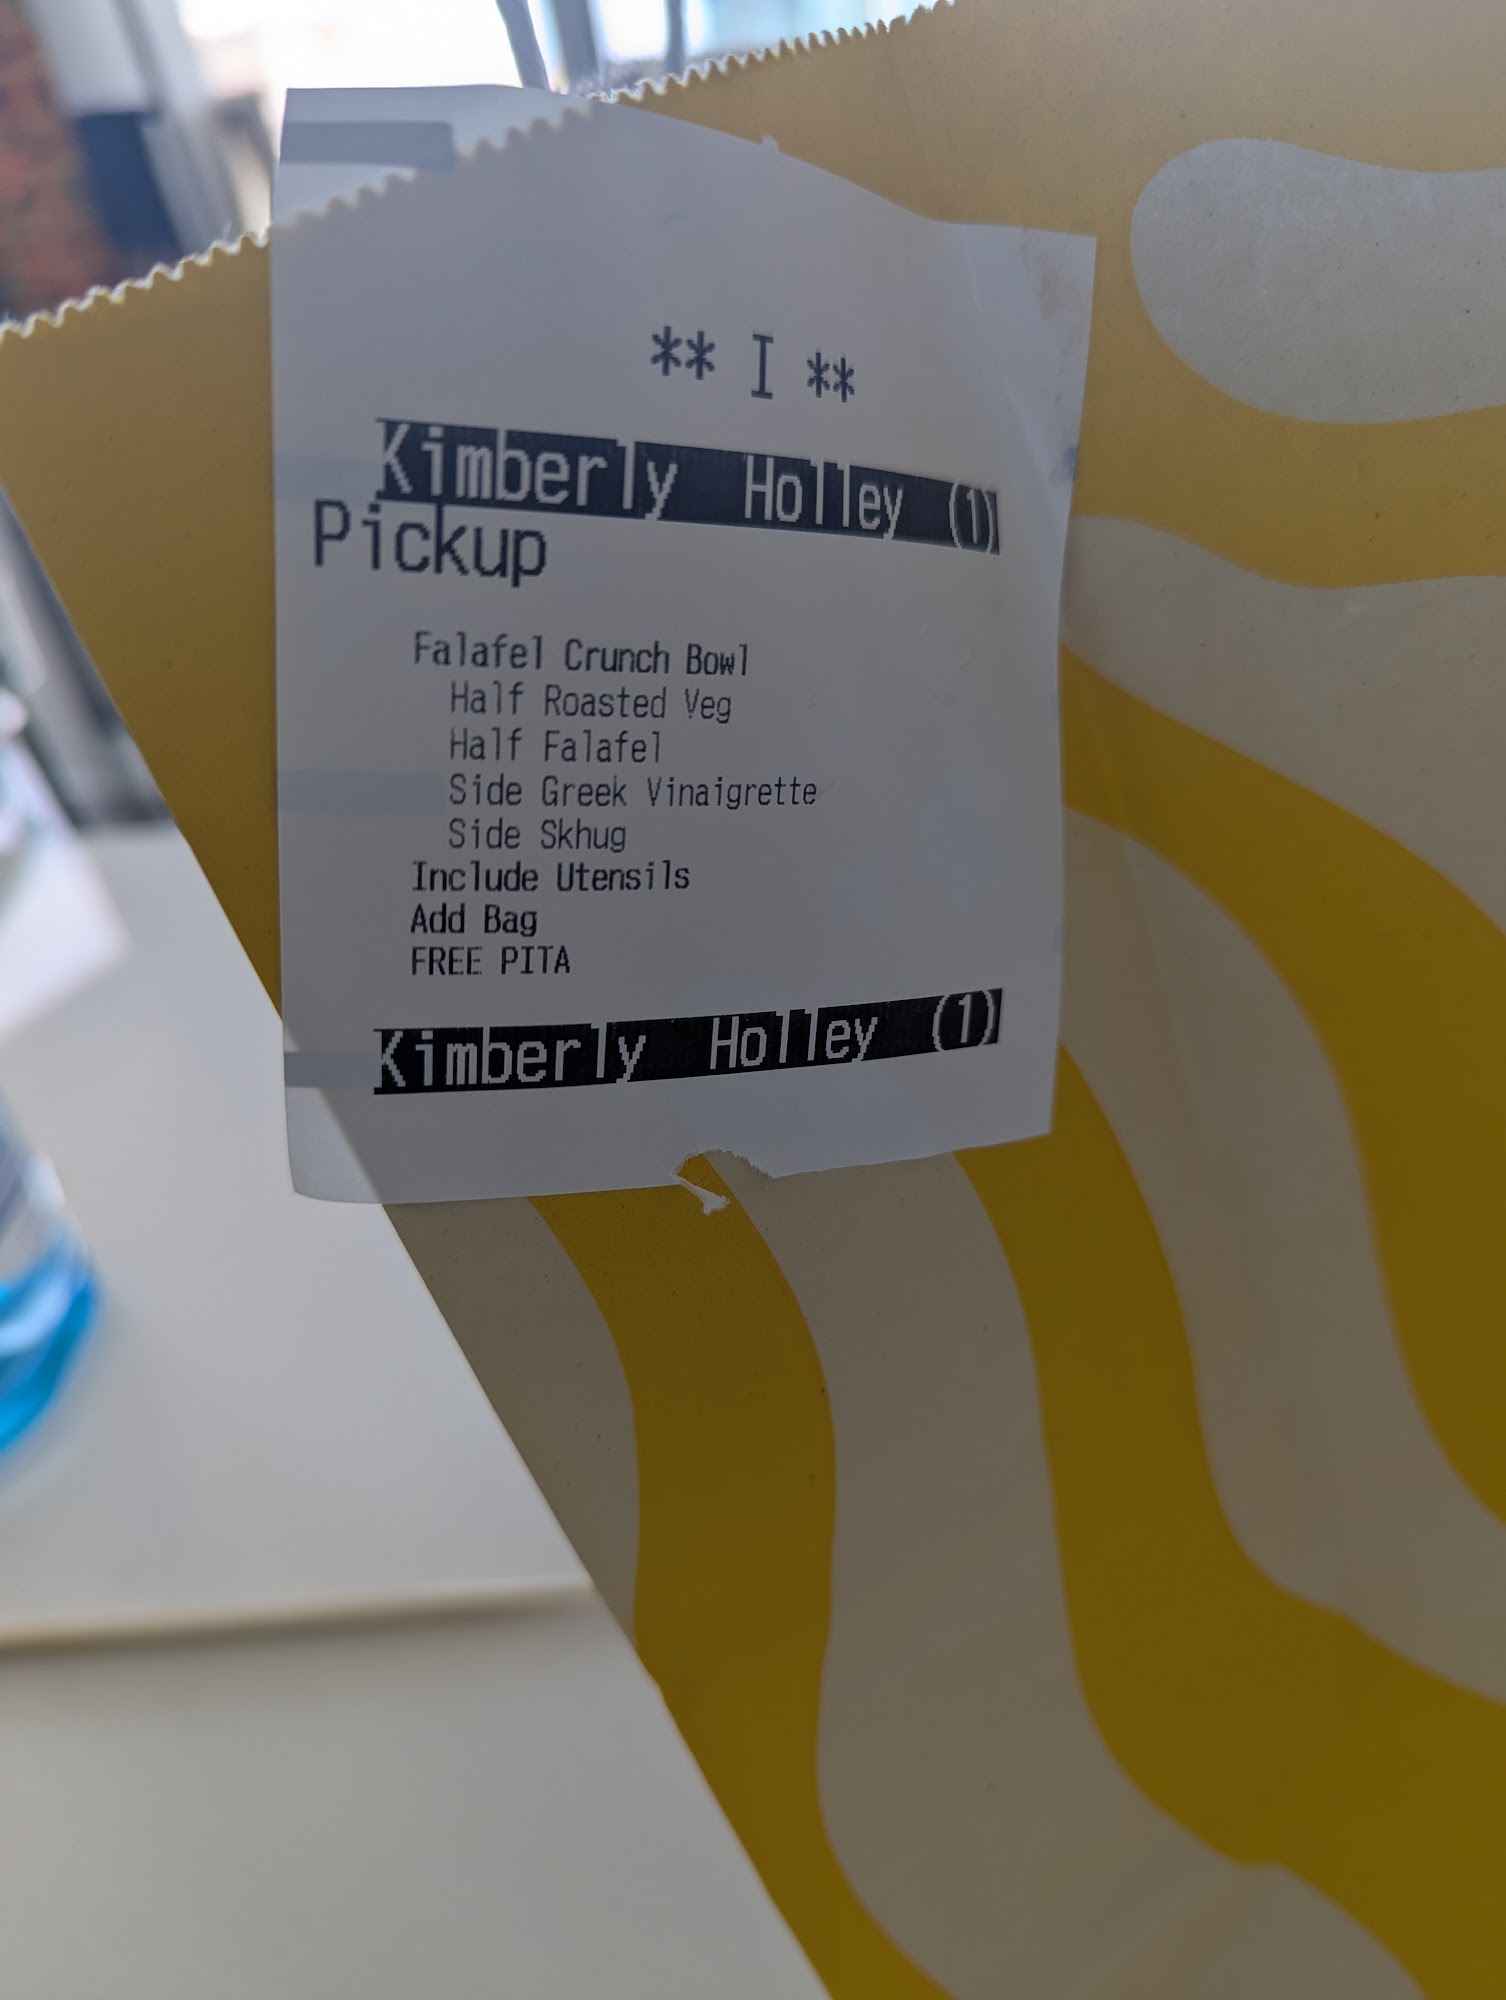 ** I **
Kimberly Holley (1)
Pickup
Falafel Crunch Bowl
Half Roasted Veg
Half Falafel
Side Greek Vinaigrette
Side Skhug
Include Utensils
Add Bag
FREE PITA
Kimberly Holley (1)